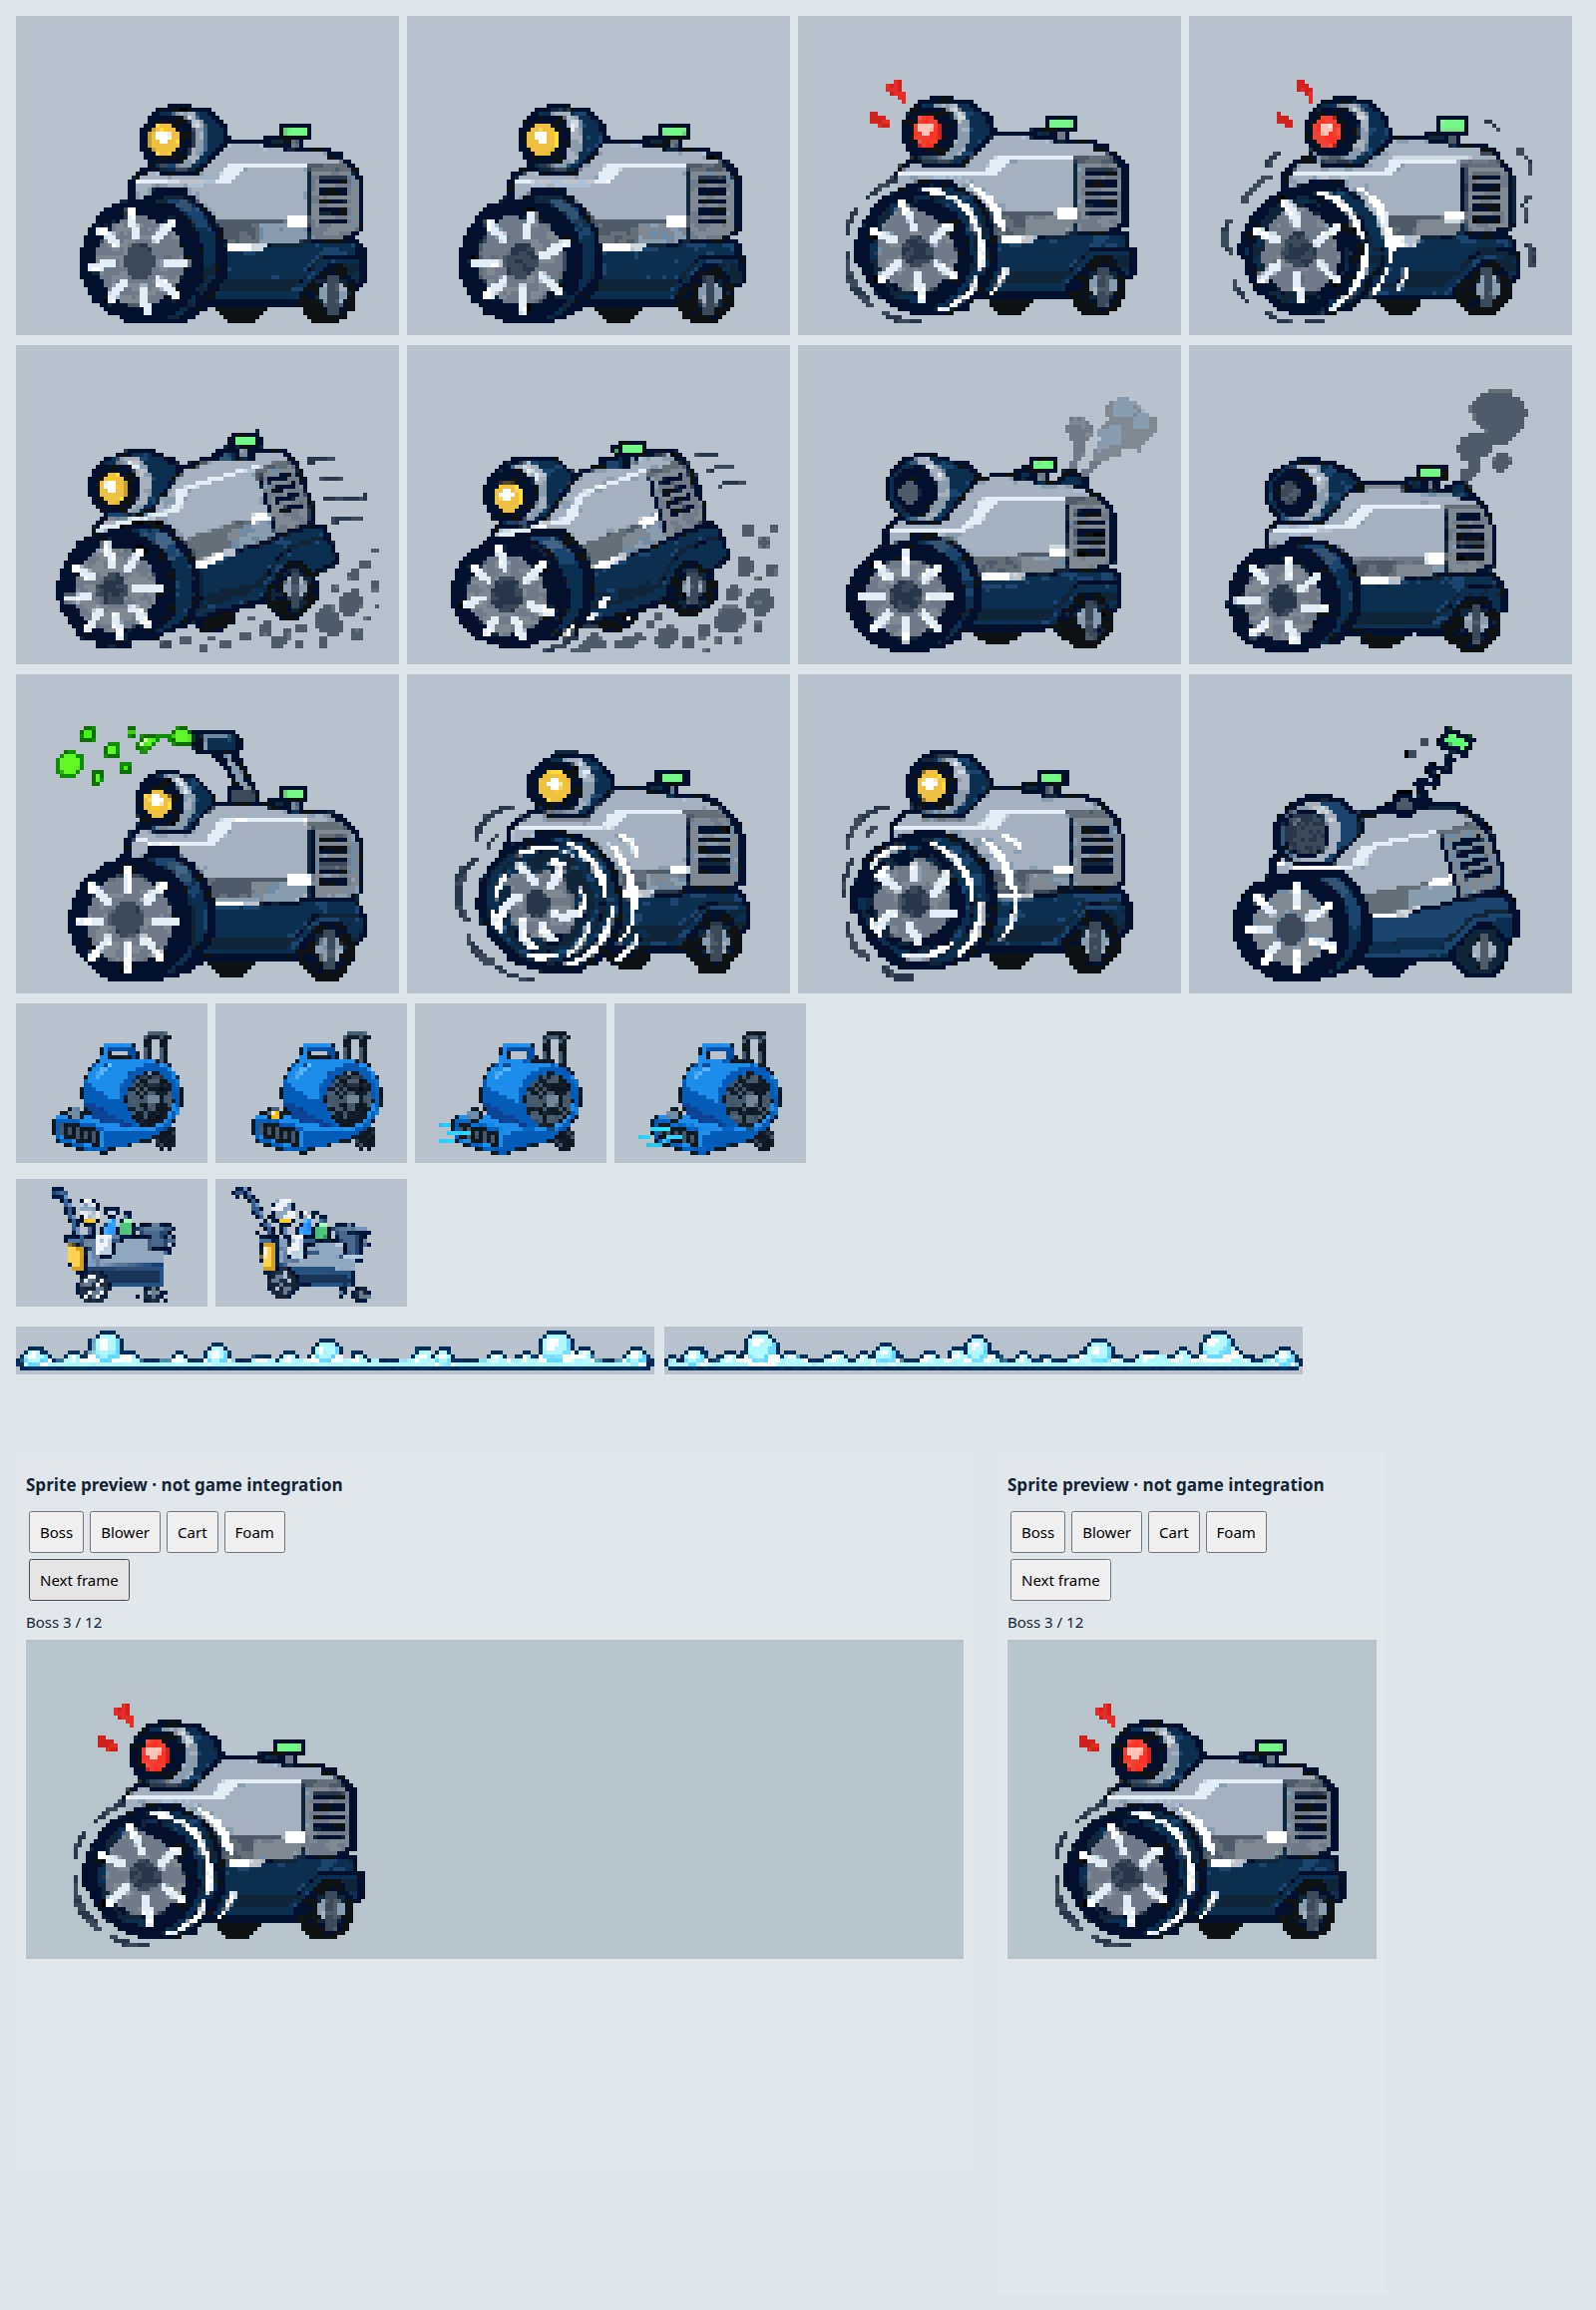 Sprite preview · not game integration
Boss Blower Cart Foam
Next frame
Boss 3 / 12
Sprite preview · not game integration
Boss Blower Cart Foam
Next frame
Boss 3 / 12